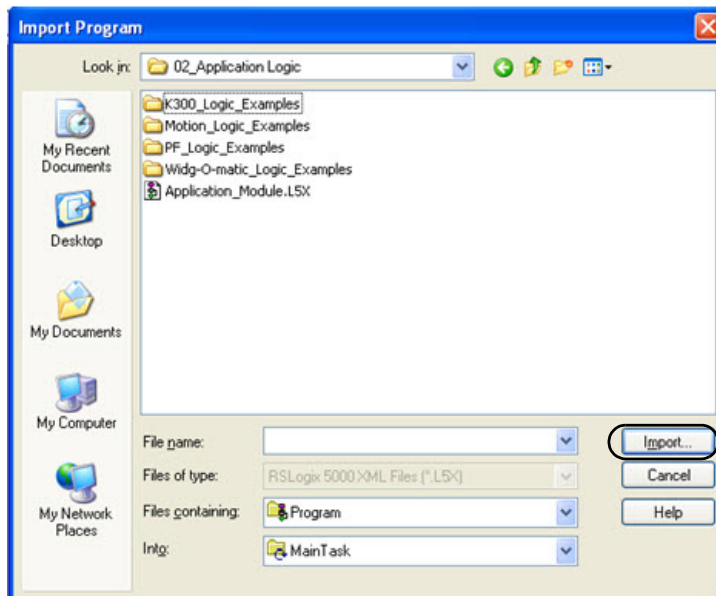 Import Program
Look in:
02_Application Logic
My Recent
Documents
Desktop
My Documents
My Computer
My Network
Places
K300_Logic_Examples
Motion_Logic_Examples
PF_Logic_Examples
Widg-O-matic_Logic_Examples
Application_Module.L5X
File name:
Import...
Files of type:
RSLogix 5000 XML Files (*.L5X)
Cancel
Files containing:
Program
Help
Into:
MainTask